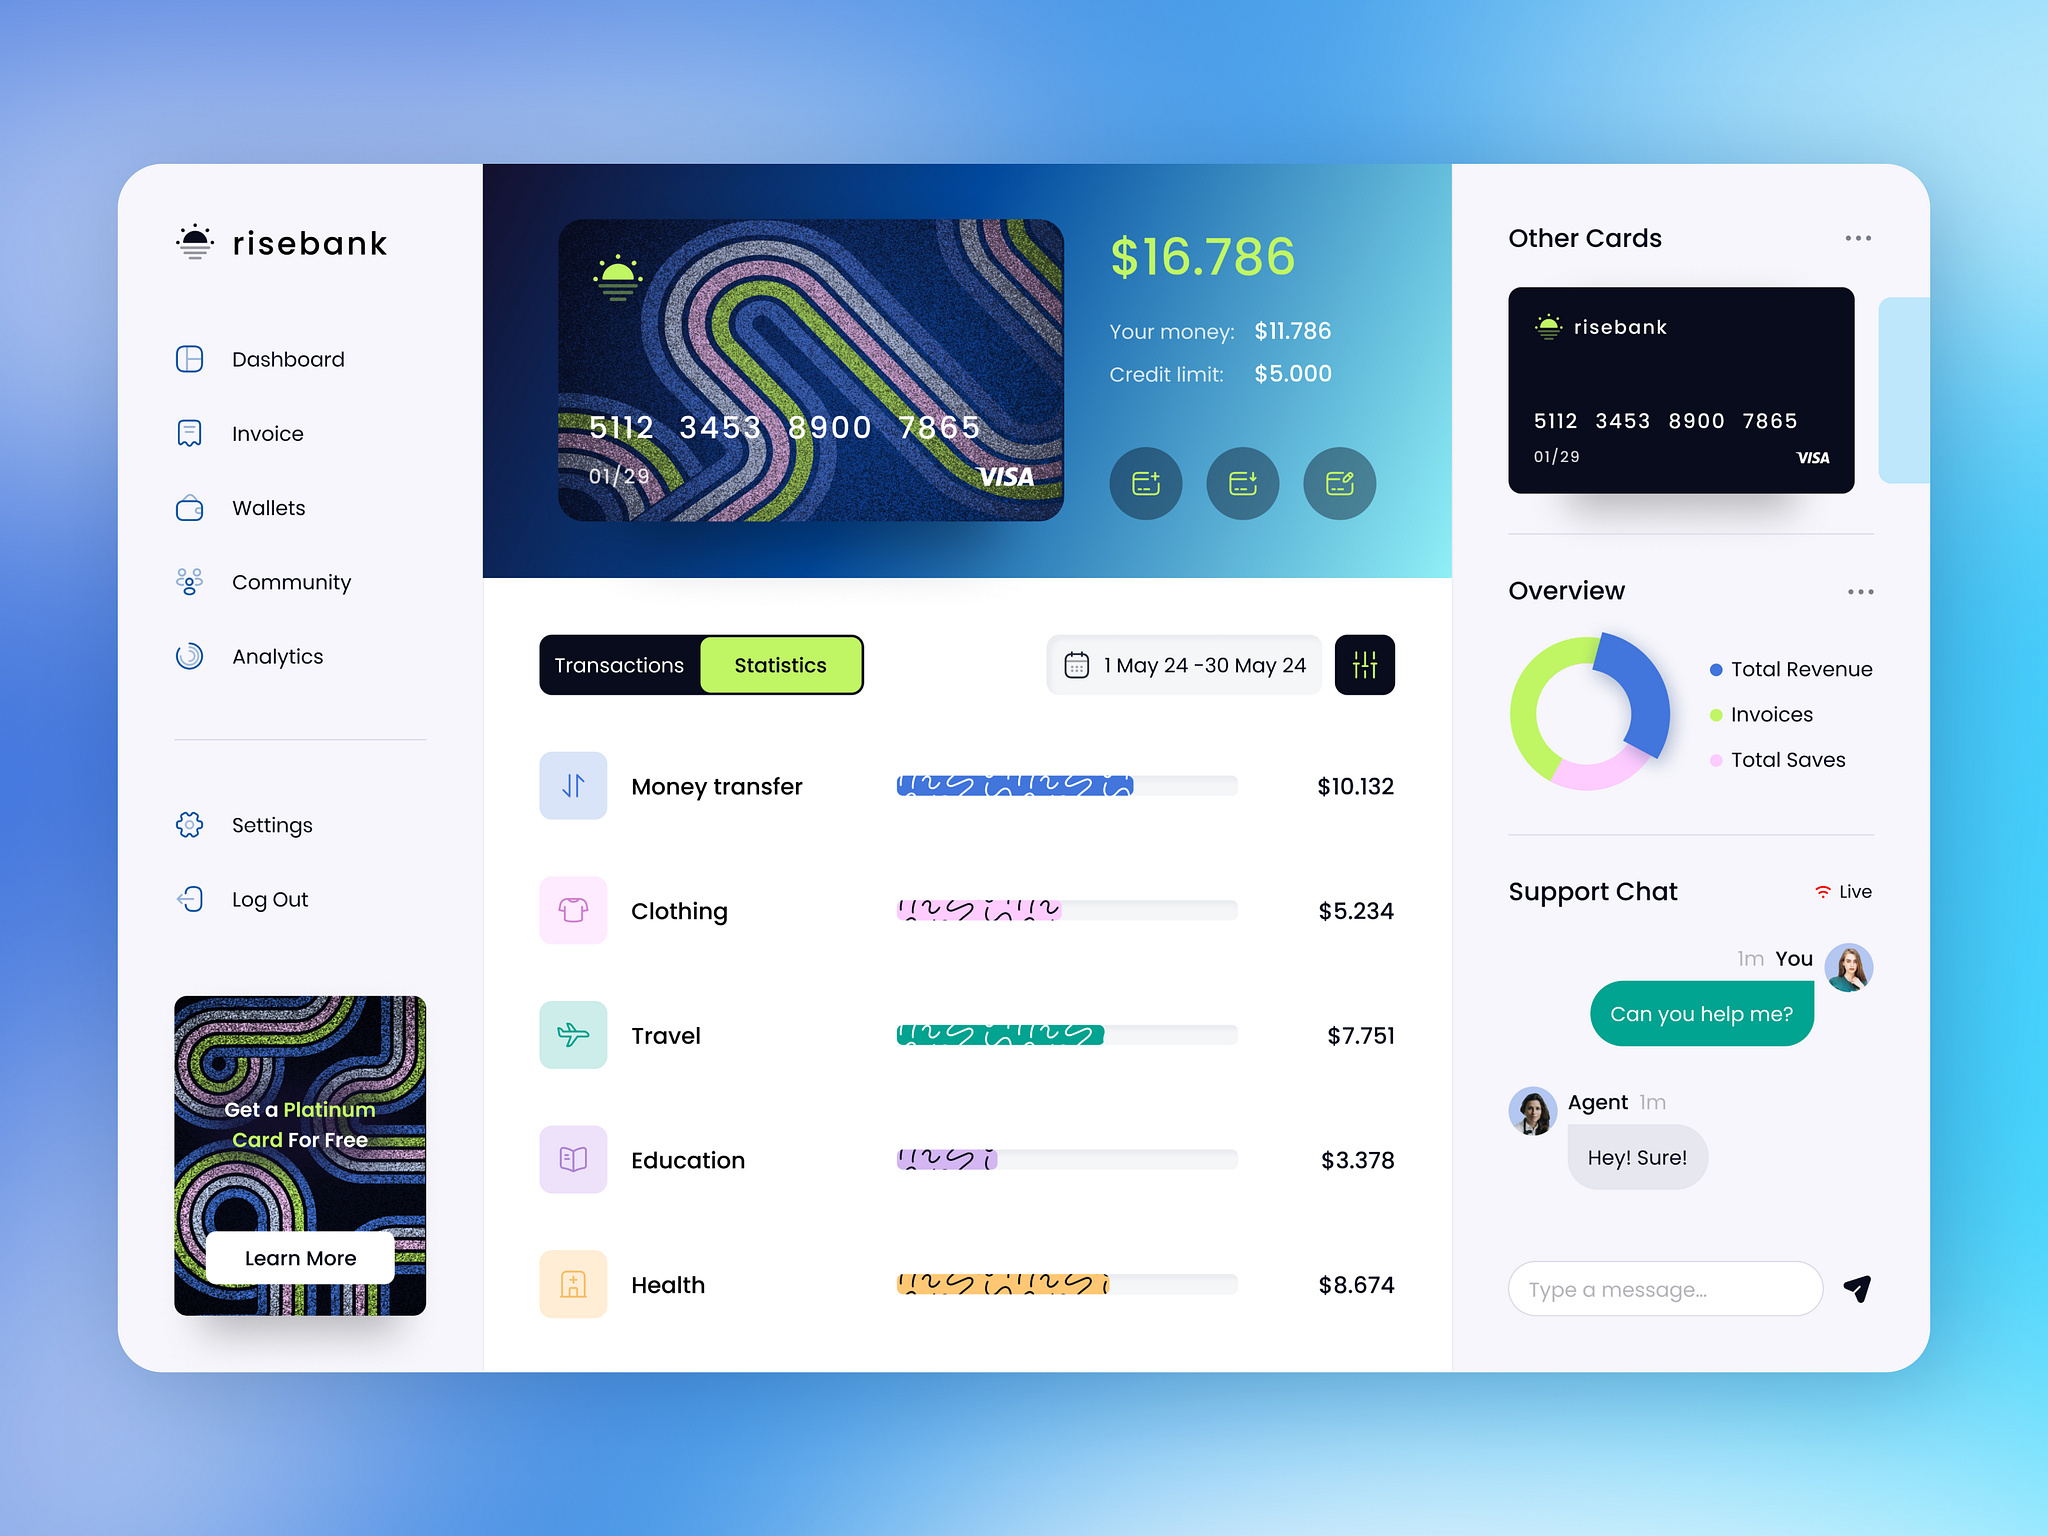 risebank
Dashboard
Invoice
Wallets
Community
Analytics
Settings
Log Out
Get a Platinum
Card For Free
Learn More
5112 3453 8900 7865
01/29
VISA
$16.786
Your money: $11.786
Credit limit: $5.000
Transactions
Statistics
1 May 24 -30 May 24
Money transfer
$10.132
Clothing
$5.234
Travel
$7.751
Education
$3.378
Health
$8.674
Other Cards
risebank
5112 3453 8900 7865
01/29
VISA
Overview
Total Revenue
Invoices
Total Saves
Support Chat
Live
1m You
Can you help me?
Agent 1m
Hey! Sure!
Type a message...